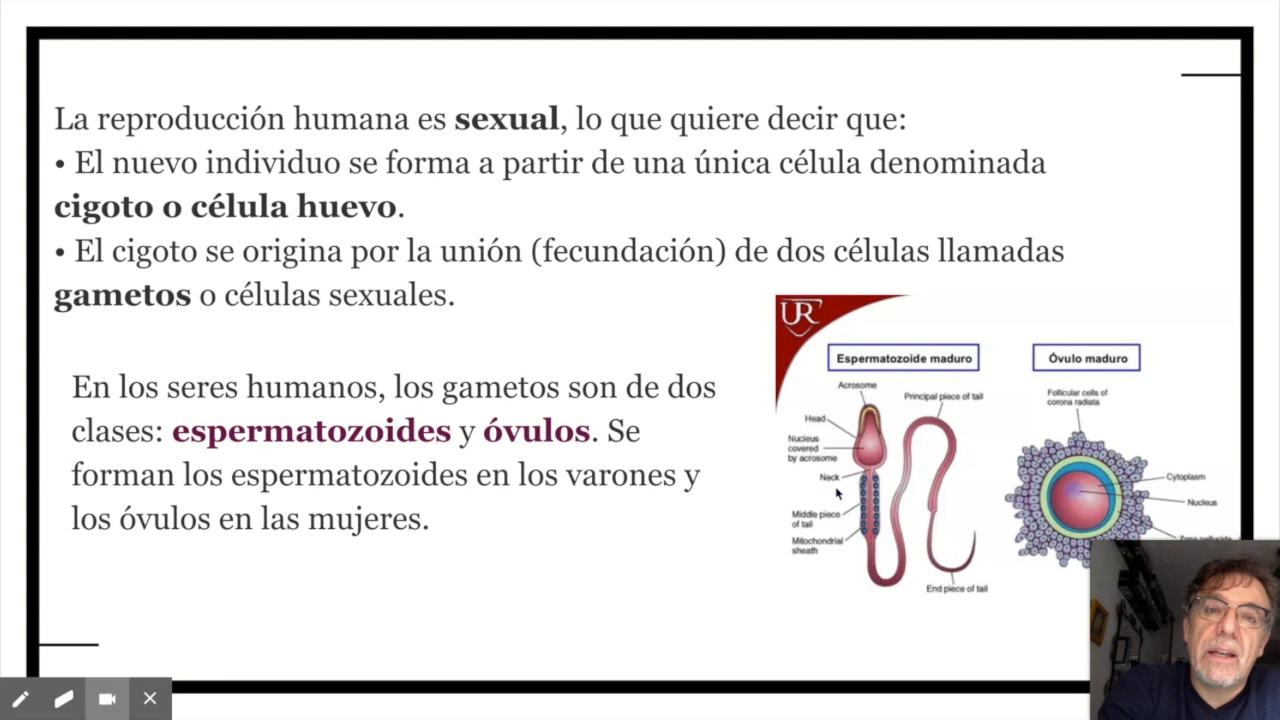 La reproducción humana es sexual, lo que quiere decir que:
• El nuevo individuo se forma a partir de una única célula denominada
cigoto o célula huevo.
• El cigoto se origina por la unión (fecundación) de dos células llamadas
gametos o células sexuales.
En los seres humanos, los gametos son de dos
clases: espermatozoides y óvulos. Se
forman los espermatozoides en los varones y
los óvulos en las mujeres.
UR
Espermatozoide maduro
Acrosome
Principal piece of tail
Head
Nucleus
covered
by acrosome
Neck
Middle piece
of tail
Mitochondrial
sheath
End piece of tail
Óvulo maduro
Follicular cells of
corona radiata
Cytoplasm
Nucleus
Zona pellucida